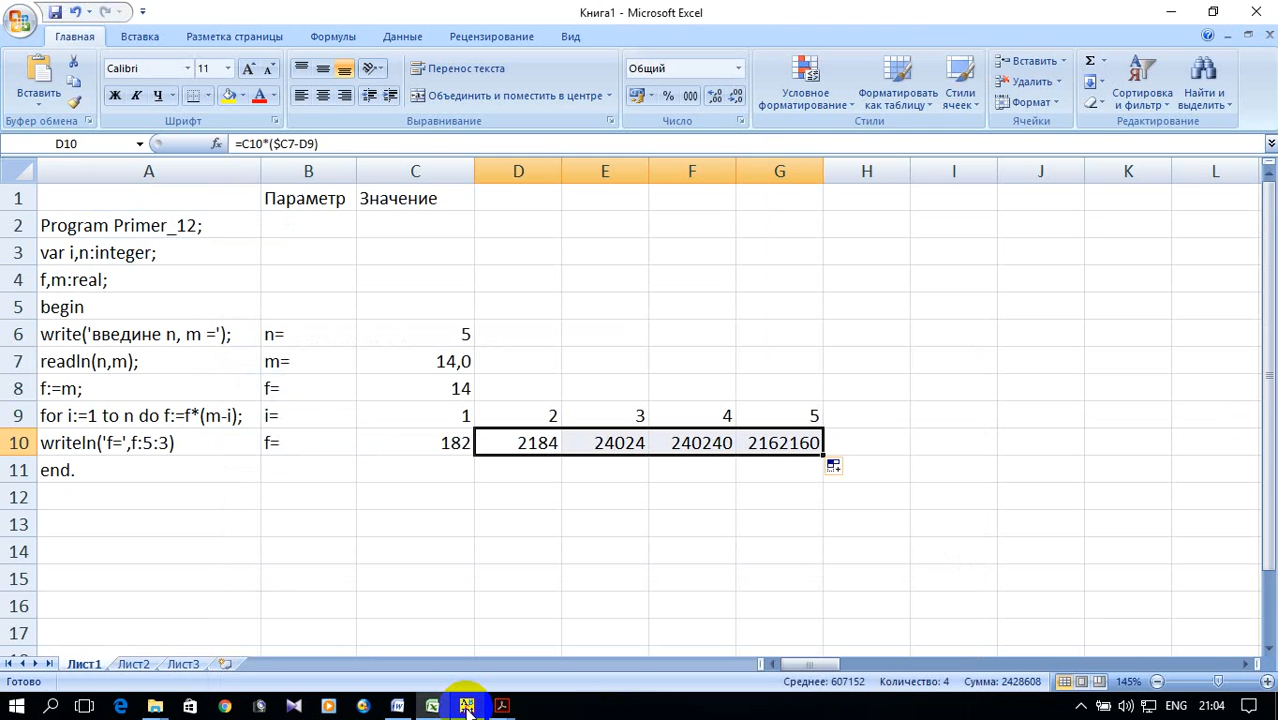 Книга1 - Microsoft Excel
Главная Вставка Разметка страницы Формулы Данные Рецензирование Вид
Вставить
Буфер обмена
Calibri 11
Ж К Ч
Шрифт
Перенос текста
Объединить и поместить в центре
Выравнивание
Общий
% 000
Число
Условное форматирование
Форматировать как таблицу
Стили ячеек
Стили
Вставить
Удалить
Формат
Ячейки
Σ
Сортировка и фильтр
Найти и выделить
Редактирование
D10 fx =C10*($C7-D9)
A B C D E F G H I J K L
1 Параметр Значение
2 Program Primer_12;
3 var i,n:integer;
4 f,m:real;
5 begin
6 write('введине n, m ='); n= 5
7 readln(n,m); m= 14,0
8 f:=m; f= 14
9 for i:=1 to n do f:=f*(m-i); i= 1 2 3 4 5
10 writeln('f=',f:5:3) f= 182 2184 24024 240240 2162160
11 end.
12
13
14
15
16
17
Лист1 Лист2 Лист3
Готово Среднее: 607152 Количество: 4 Сумма: 2428608 145%
ENG 21:04